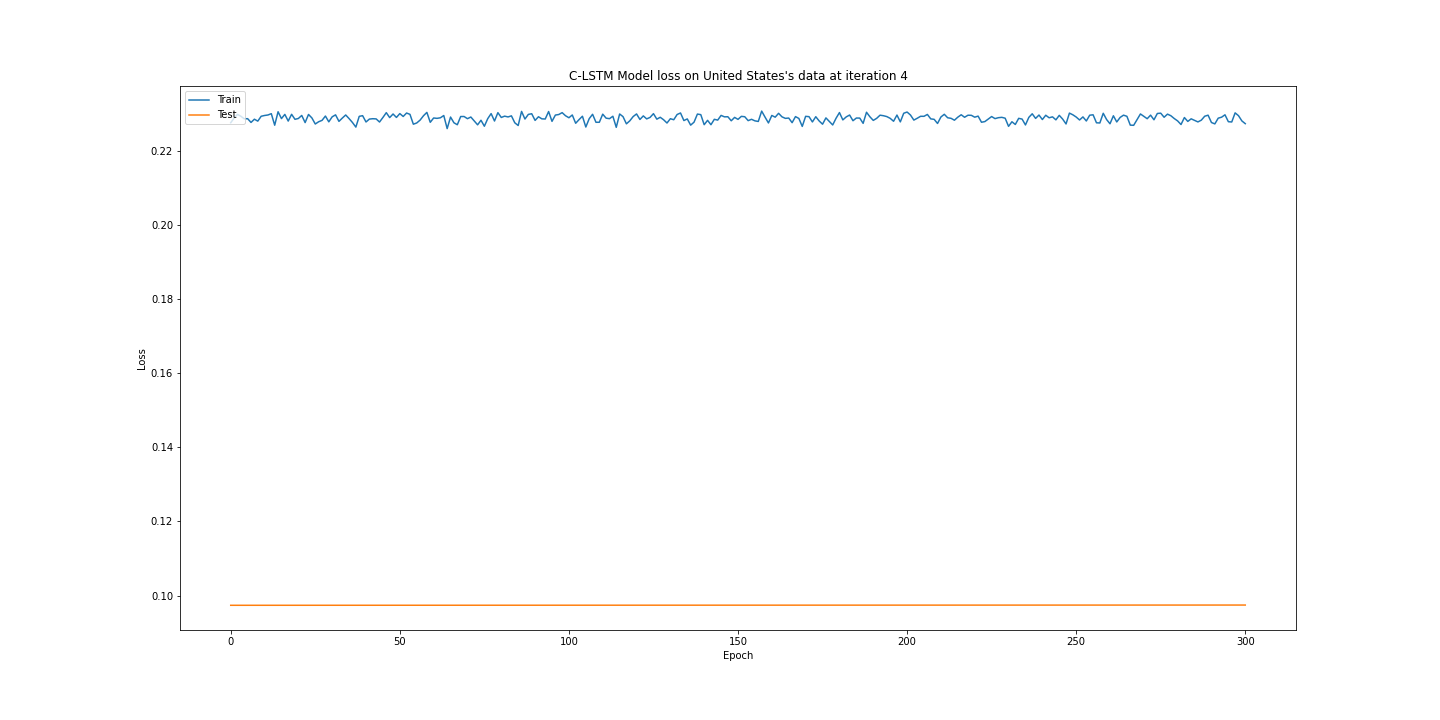 C-LSTM Model loss on United States's data at iteration 4
Train
Test
0.22
0.20
0.18
0.16
0.14
0.12
0.10
Loss
0 50 100 150 200 250 300
Epoch